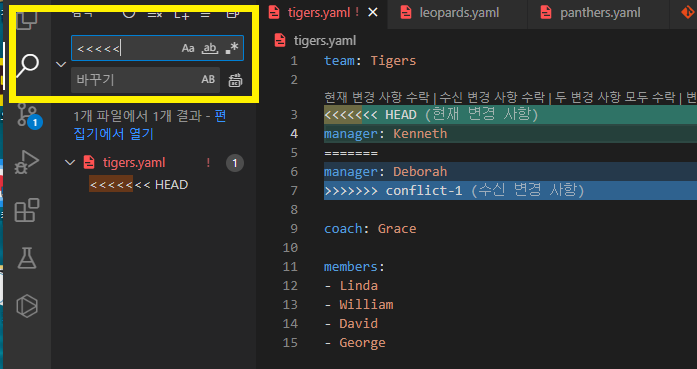 tigers.yaml !
leopards.yaml
panthers.yaml
<<<<<
Aa
ab
바꾸기
AB
1개 파일에서 1개 결과 - 편
집기에서 열기
tigers.yaml ! 1
<<<<<<< HEAD
1
tigers.yaml
1 team: Tigers
2
현재 변경 사항 수락 | 수신 변경 사항 수락 | 두 변경 사항 모두 수락 |
3 <<<<<<< HEAD (현재 변경 사항)
4 manager: Kenneth
5 =======
6 manager: Deborah
7 >>>>>>> conflict-1 (수신 변경 사항)
8
9 coach: Grace
10
11 members:
12 - Linda
13 - William
14 - David
15 - George